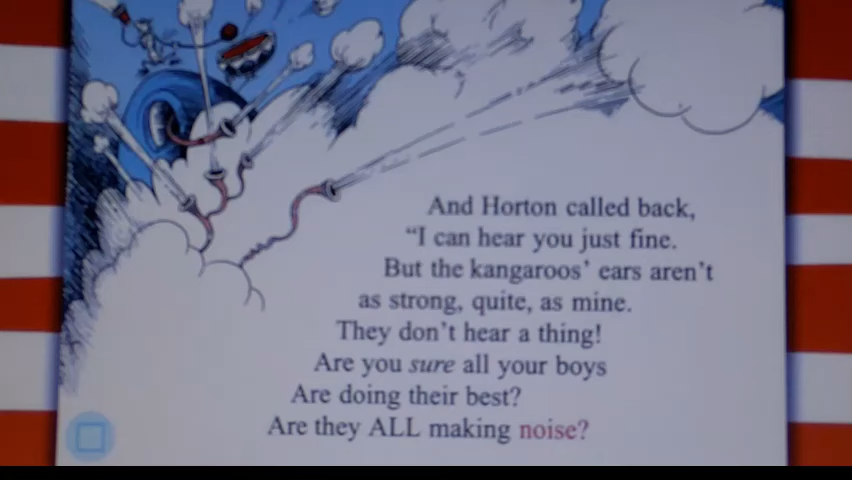 And Horton called back,
“I can hear you just fine.
But the kangaroos’ ears aren’t
as strong, quite, as mine.
They don’t hear a thing!
Are you sure all your boys
Are doing their best?
Are they ALL making noise?